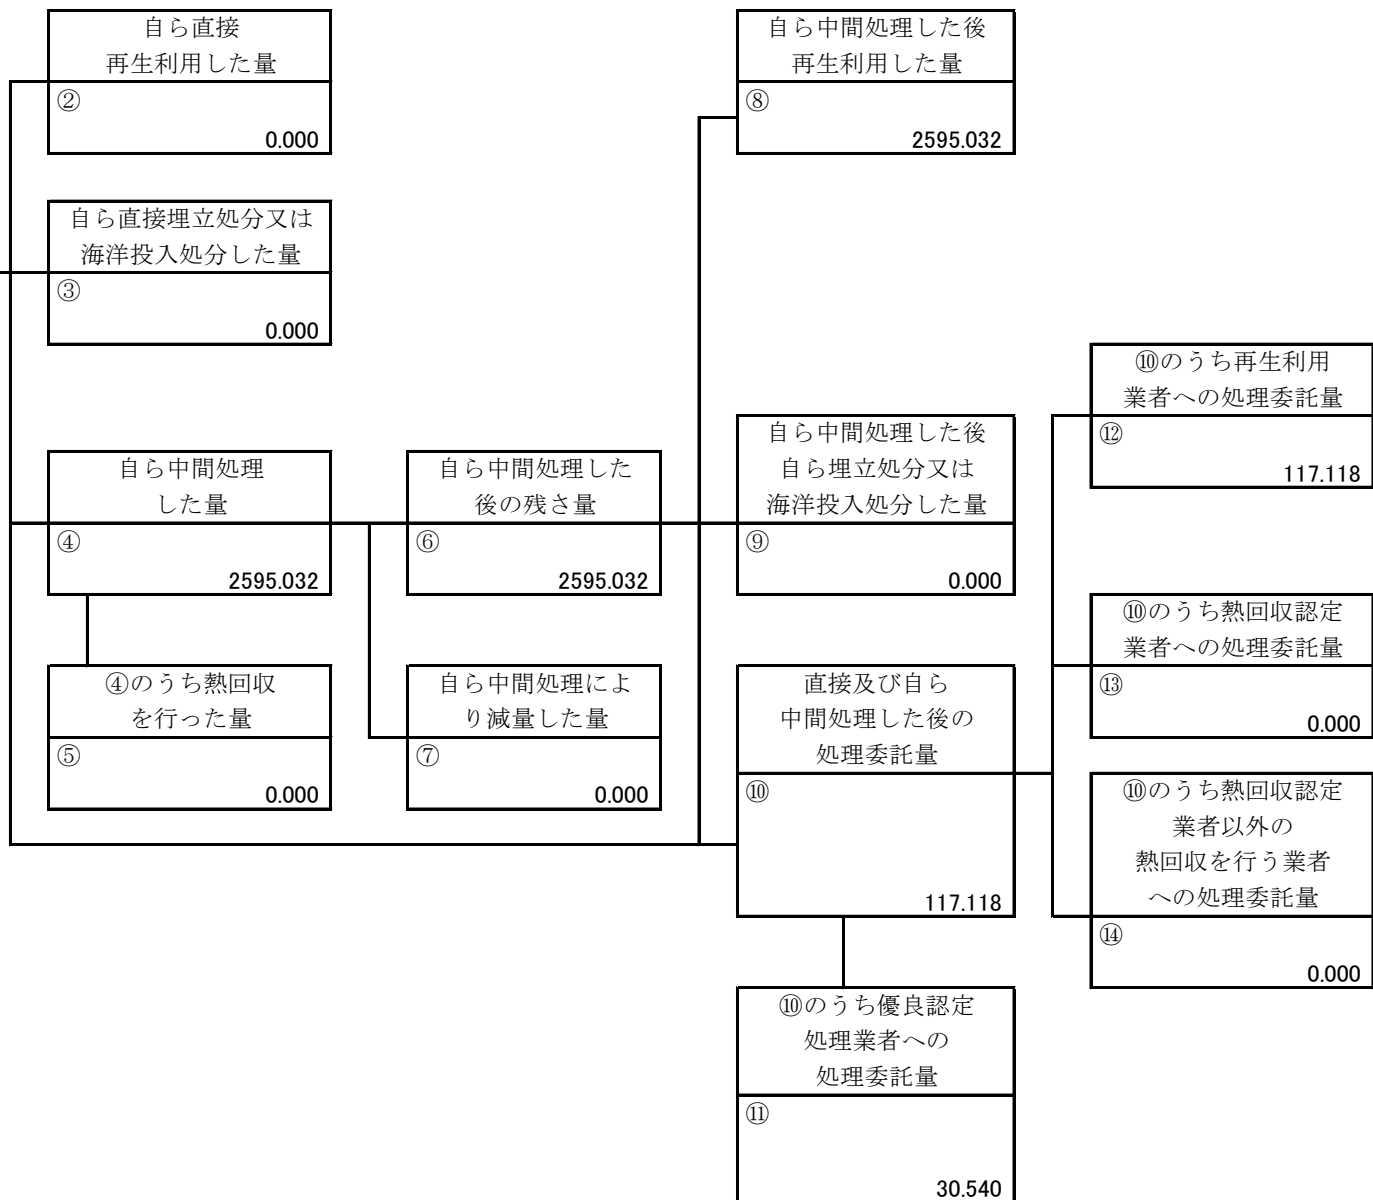 自ら直接
再生利用した量
②
0.000
自ら中間処理した後
再生利用した量
⑧
2595.032
自ら直接埋立処分又は
海洋投入処分した量
③
0.000
⑩のうち再生利用
業者への処理委託量
⑫
117.118
自ら中間処理
した量
④
2595.032
自ら中間処理した
後の残さ量
⑥
2595.032
自ら中間処理した後
自ら埋立処分又は
海洋投入処分した量
⑨
0.000
⑩のうち熱回収認定
業者への処理委託量
⑬
0.000
④のうち熱回収
を行った量
⑤
0.000
自ら中間処理によ
り減量した量
⑦
0.000
直接及び自ら
中間処理した後の
処理委託量
⑩
117.118
⑩のうち熱回収認定
業者以外の
熱回収を行う業者
への処理委託量
⑭
0.000
⑩のうち優良認定
処理業者への
処理委託量
⑪
30.540